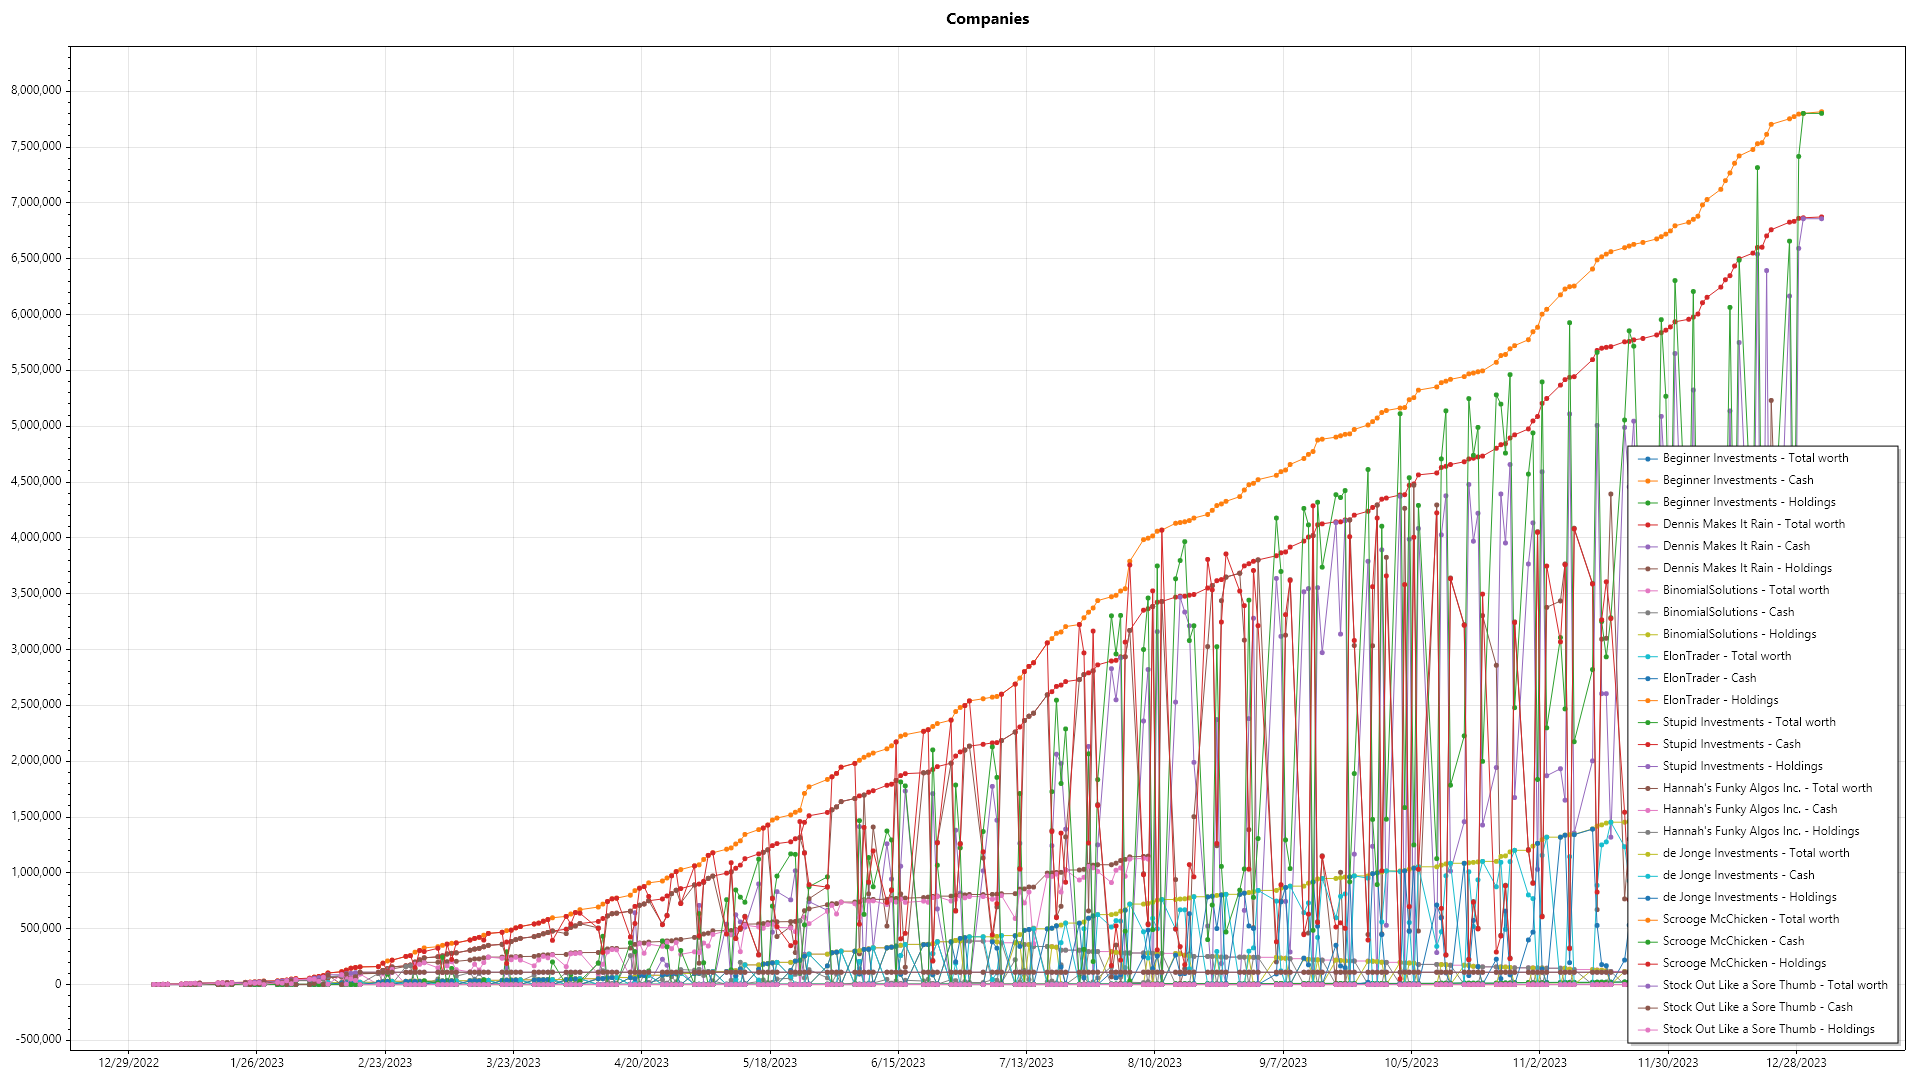 Companies
8,000,000
7,500,000
7,000,000
6,500,000
6,000,000
5,500,000
5,000,000
4,500,000
4,000,000
3,500,000
3,000,000
2,500,000
2,000,000
1,500,000
1,000,000
500,000
0
-500,000
12/29/2022
1/26/2023
2/23/2023
3/23/2023
4/20/2023
5/18/2023
6/15/2023
7/13/2023
8/10/2023
9/7/2023
10/5/2023
11/2/2023
11/30/2023
12/28/2023
Beginner Investments - Total worth
Beginner Investments - Cash
Beginner Investments - Holdings
Dennis Makes It Rain - Total worth
Dennis Makes It Rain - Cash
Dennis Makes It Rain - Holdings
BinomialSolutions - Total worth
BinomialSolutions - Cash
BinomialSolutions - Holdings
ElonTrader - Total worth
ElonTrader - Cash
ElonTrader - Holdings
Stupid Investments - Total worth
Stupid Investments - Cash
Stupid Investments - Holdings
Hannah's Funky Algos Inc. - Total worth
Hannah's Funky Algos Inc. - Cash
Hannah's Funky Algos Inc. - Holdings
de Jonge Investments - Total worth
de Jonge Investments - Cash
de Jonge Investments - Holdings
Scrooge McChicken - Total worth
Scrooge McChicken - Cash
Scrooge McChicken - Holdings
Stock Out Like a Sore Thumb - Total worth
Stock Out Like a Sore Thumb - Cash
Stock Out Like a Sore Thumb - Holdings